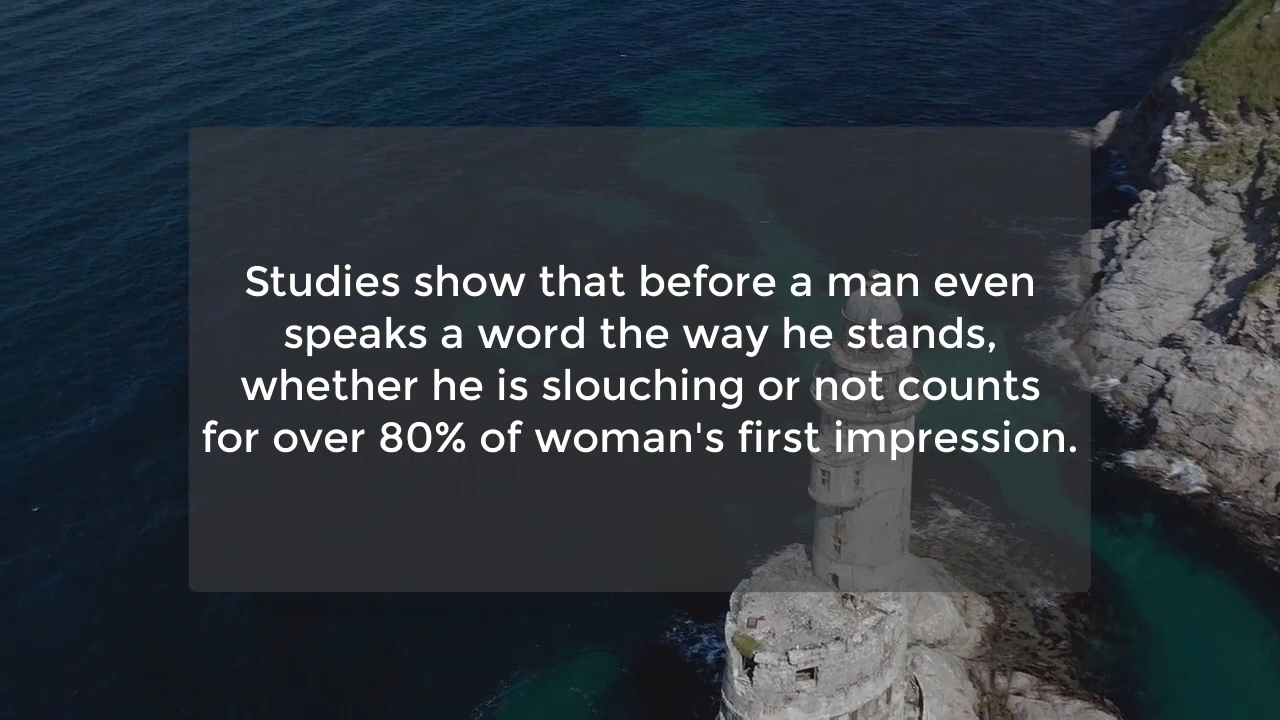 Studies show that before a man even
speaks a word the way he stands,
whether he is slouching or not counts
for over 80% of woman's first impression.